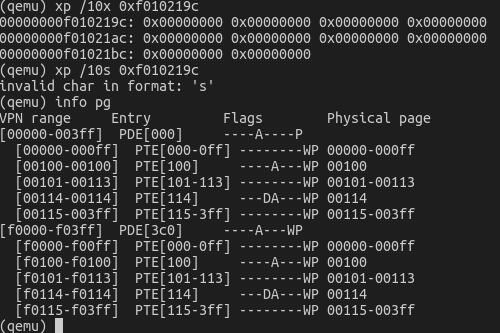 (qemu) xp /10x 0xf010219c
00000000f010219c: 0x00000000 0x00000000 0x00000000 0x00000000
00000000f01021ac: 0x00000000 0x00000000 0x00000000 0x00000000
00000000f01021bc: 0x00000000 0x00000000
(qemu) xp /10s 0xf010219c
invalid char in format: 's'
(qemu) info pg
VPN range     Entry         Flags        Physical page
[00000-003ff]  PDE[000]     ----A----P
  [00000-000ff]  PTE[000-0ff] --------WP 00000-000ff
  [00100-00100]  PTE[100]     ----A---WP 00100
  [00101-00113]  PTE[101-113] --------WP 00101-00113
  [00114-00114]  PTE[114]     ---DA---WP 00114
  [00115-003ff]  PTE[115-3ff] --------WP 00115-003ff
[f0000-f03ff]  PDE[3c0]     ----A---WP
  [f0000-f00ff]  PTE[000-0ff] --------WP 00000-000ff
  [f0100-f0100]  PTE[100]     ----A---WP 00100
  [f0101-f0113]  PTE[101-113] --------WP 00101-00113
  [f0114-f0114]  PTE[114]     ---DA---WP 00114
  [f0115-f03ff]  PTE[115-3ff] --------WP 00115-003ff
(qemu)